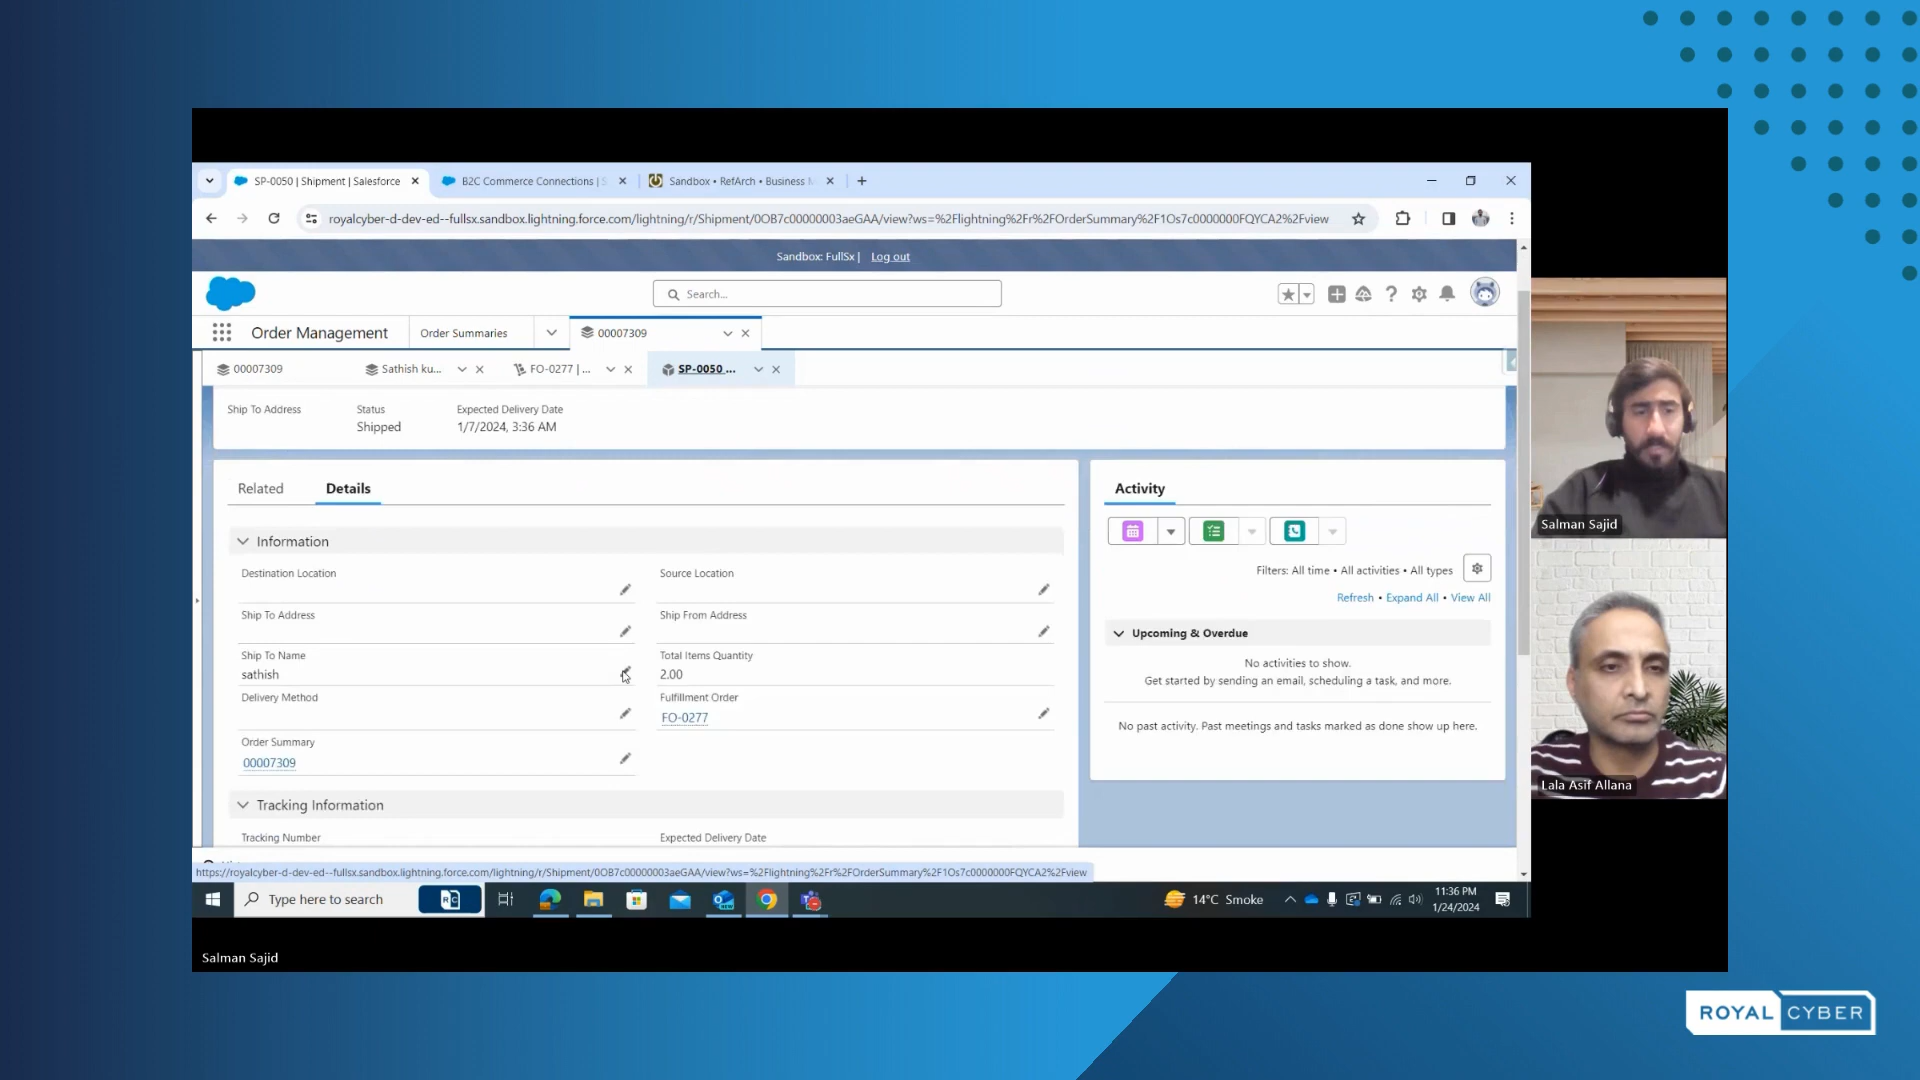 SP-0050 | Shipment | Salesforce
B2C Commerce Connections | S
Sandbox • RefArch • Business M
royalcyber-d-dev-ed--fullsx.sandbox.lightning.force.com/lightning/r/Shipment/0OB7c00000003aeGAA/view?ws=%2Flightning%2Fr%2FOrderSummary%2F1Os7c0000000FQYCA2%2Fview
Sandbox: FullSx |
Log out
Search...
Order Management
Order Summaries
00007309
00007309
Sathish ku...
FO-0277 | ...
SP-0050 ...
Ship To Address
Status
Expected Delivery Date
Shipped
1/7/2024, 3:36 AM
Related
Details
Information
Destination Location
Source Location
Ship To Address
Ship From Address
Ship To Name
Total Items Quantity
sathish
2.00
Delivery Method
Fulfillment Order
FO-0277
Order Summary
00007309
Tracking Information
Tracking Number
Expected Delivery Date
Activity
Filters: All time • All activities • All types
Refresh • Expand All • View All
Upcoming & Overdue
No activities to show.
Get started by sending an email, scheduling a task, and more.
No past activity. Past meetings and tasks marked as done show up here.
https://royalcyber-d-dev-ed--fullsx.sandbox.lightning.force.com/lightning/r/Shipment/0OB7c00000003aeGAA/view?ws=%2Flightning%2Fr%2FOrderSummary%2F1Os7c0000000FQYCA2%2Fview
Type here to search
RC
14°C Smoke
11:36 PM
1/24/2024
Salman Sajid
Lala Asif Allana
Salman Sajid
ROYAL CYBER